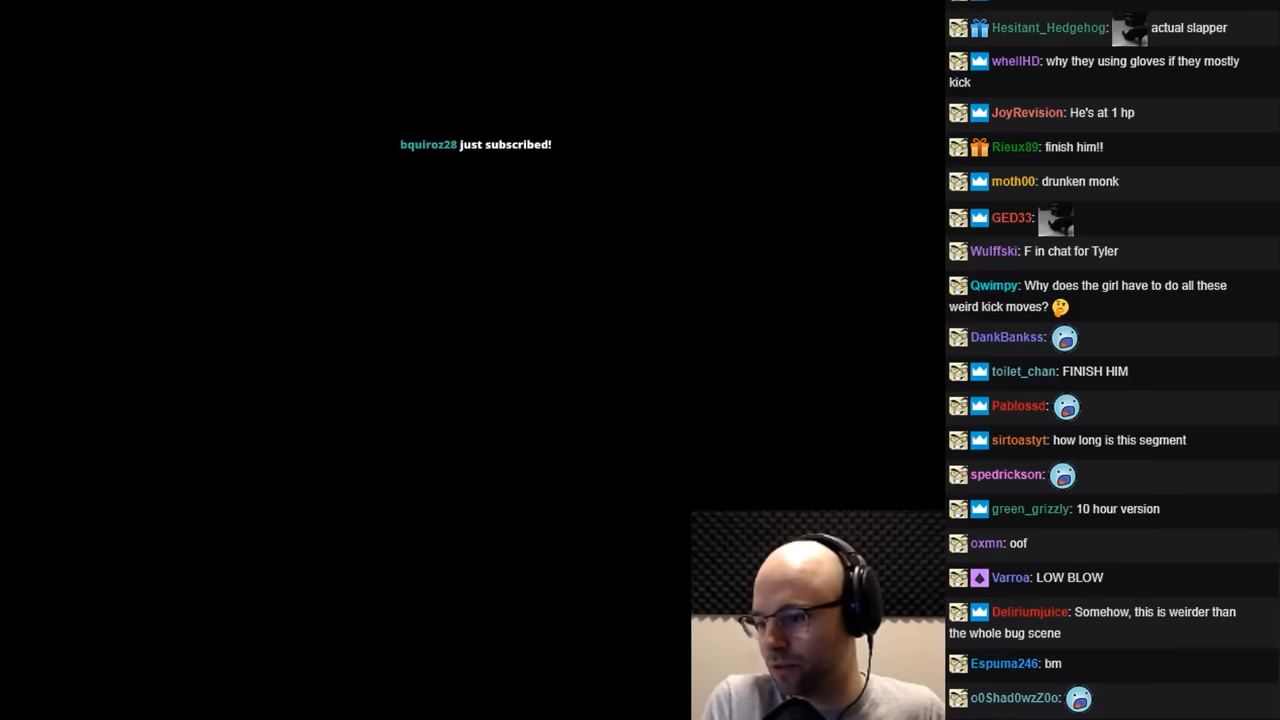 bquiroz28 just subscribed!
Hesitant_Hedgehog: actual slapper
whellHD: why they using gloves if they mostly
kick
JoyRevision: He's at 1 hp
Rieux89: finish him!!
moth00: drunken monk
GED33:
Wulffski: F in chat for Tyler
Qwimpy: Why does the girl have to do all these
weird kick moves?
DankBankss:
toilet_chan: FINISH HIM
Pablossd:
sirtoastyt: how long is this segment
spedrickson:
green_grizzly: 10 hour version
oxmn: oof
Varroa: LOW BLOW
Deliriumjuice: Somehow, this is weirder than
the whole bug scene
Espuma246: bm
o0Shad0wzZ0o: